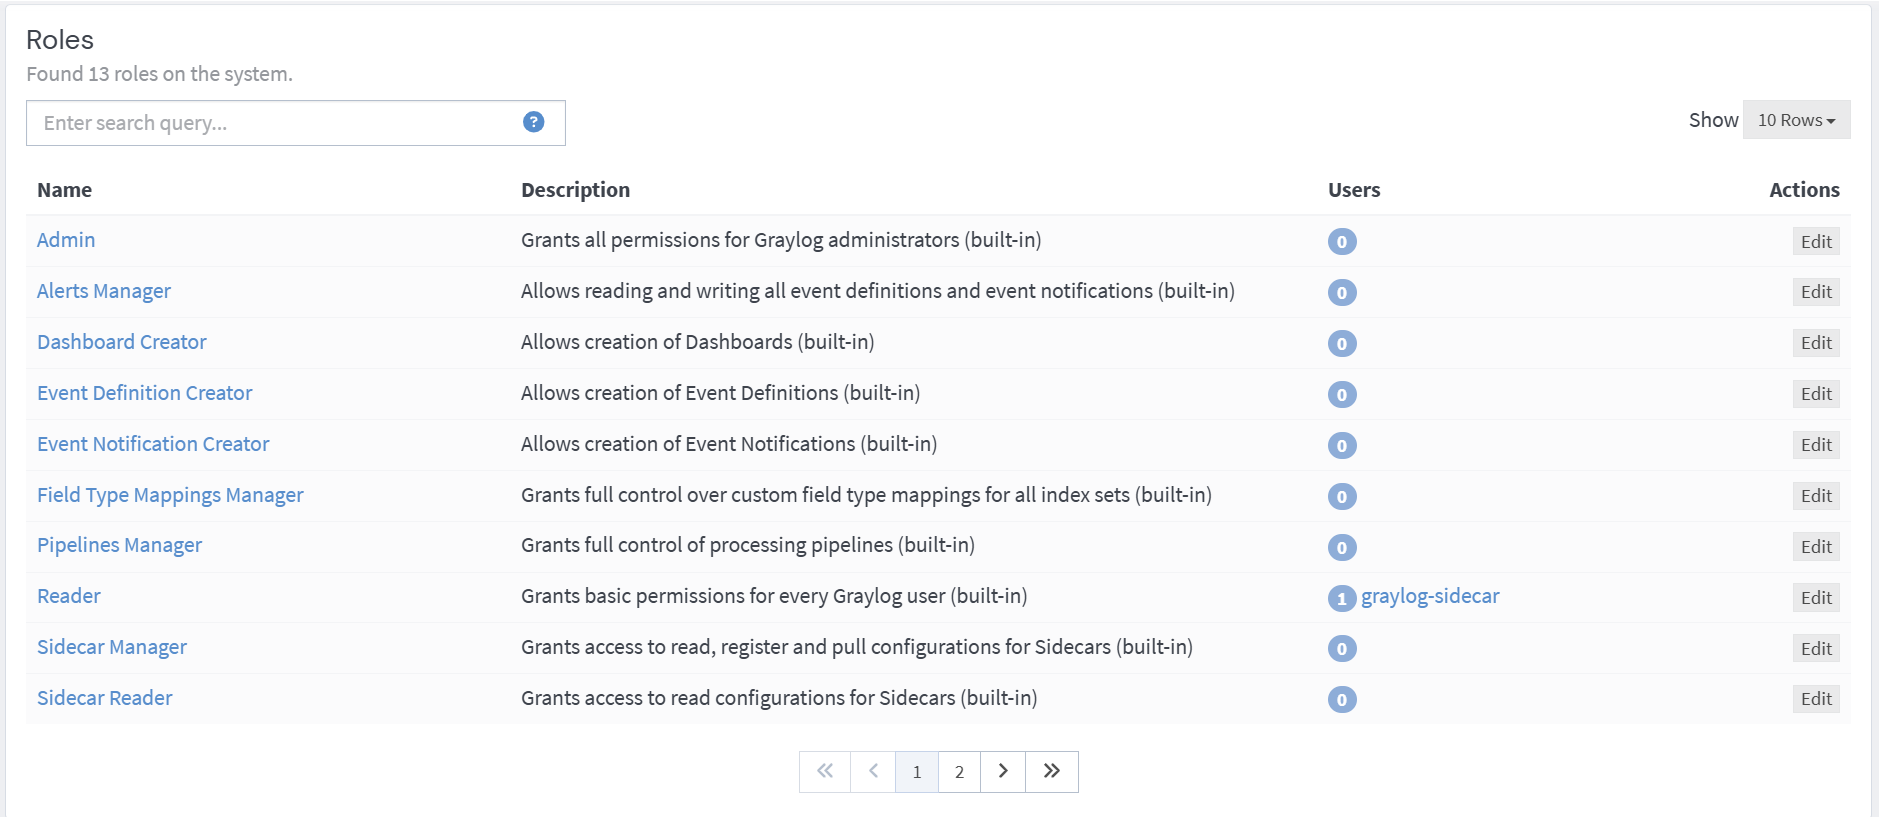 Roles
Found 13 roles on the system.
Enter search query...
?
Show 10 Rows
Name Description Users Actions
Admin Grants all permissions for Graylog administrators (built-in) 0 Edit
Alerts Manager Allows reading and writing all event definitions and event notifications (built-in) 0 Edit
Dashboard Creator Allows creation of Dashboards (built-in) 0 Edit
Event Definition Creator Allows creation of Event Definitions (built-in) 0 Edit
Event Notification Creator Allows creation of Event Notifications (built-in) 0 Edit
Field Type Mappings Manager Grants full control over custom field type mappings for all index sets (built-in) 0 Edit
Pipelines Manager Grants full control of processing pipelines (built-in) 0 Edit
Reader Grants basic permissions for every Graylog user (built-in) 1 graylog-sidecar Edit
Sidecar Manager Grants access to read, register and pull configurations for Sidecars (built-in) 0 Edit
Sidecar Reader Grants access to read configurations for Sidecars (built-in) 0 Edit
« ‹ 1 2 › »